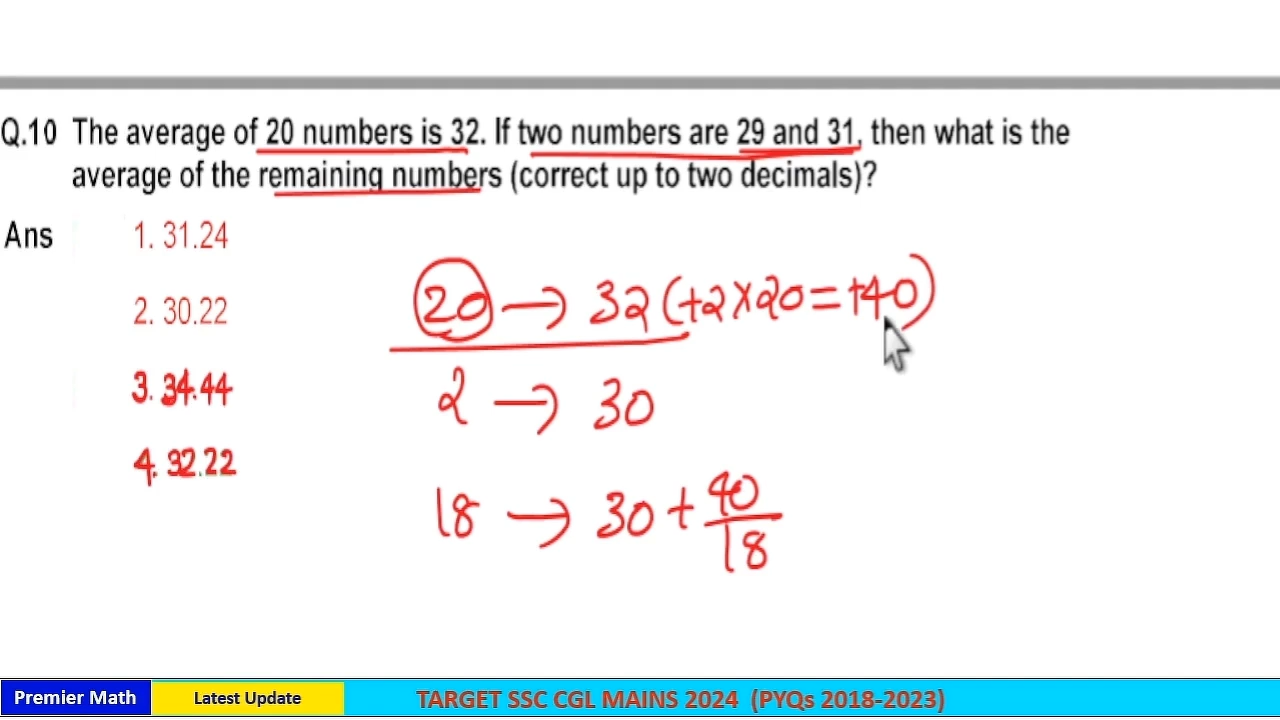 Q.10 The average of 20 numbers is 32. If two numbers are 29 and 31, then what is the
average of the remaining numbers (correct up to two decimals)?
Ans 1. 31.24
2. 30.22
3. 34.44
4. 32.22
20 → 32 (+2×20=+40)
2 → 30
18 → 30 + 40/18
Premier Math Latest Update TARGET SSC CGL MAINS 2024 (PYQs 2018-2023)